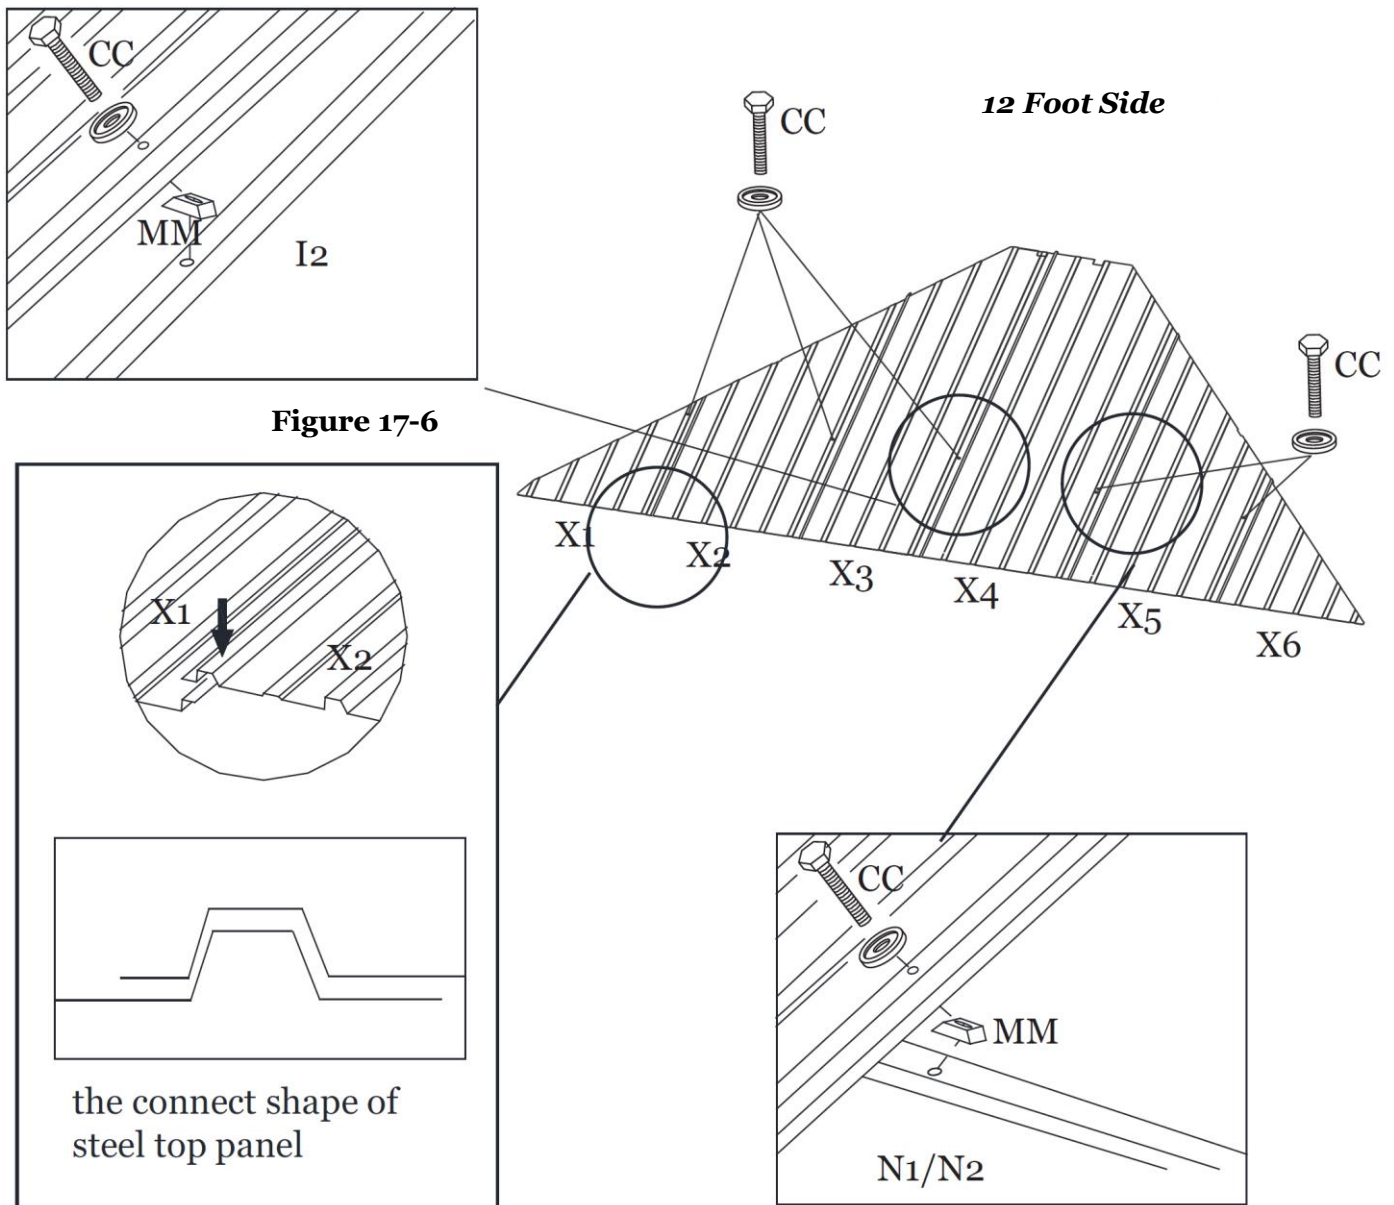 CC
MM
I2
12 Foot Side
CC
CC
Figure 17-6
X1
X2
X3
X4
X5
X6
X1
X2
the connect shape of
steel top panel
CC
MM
N1/N2